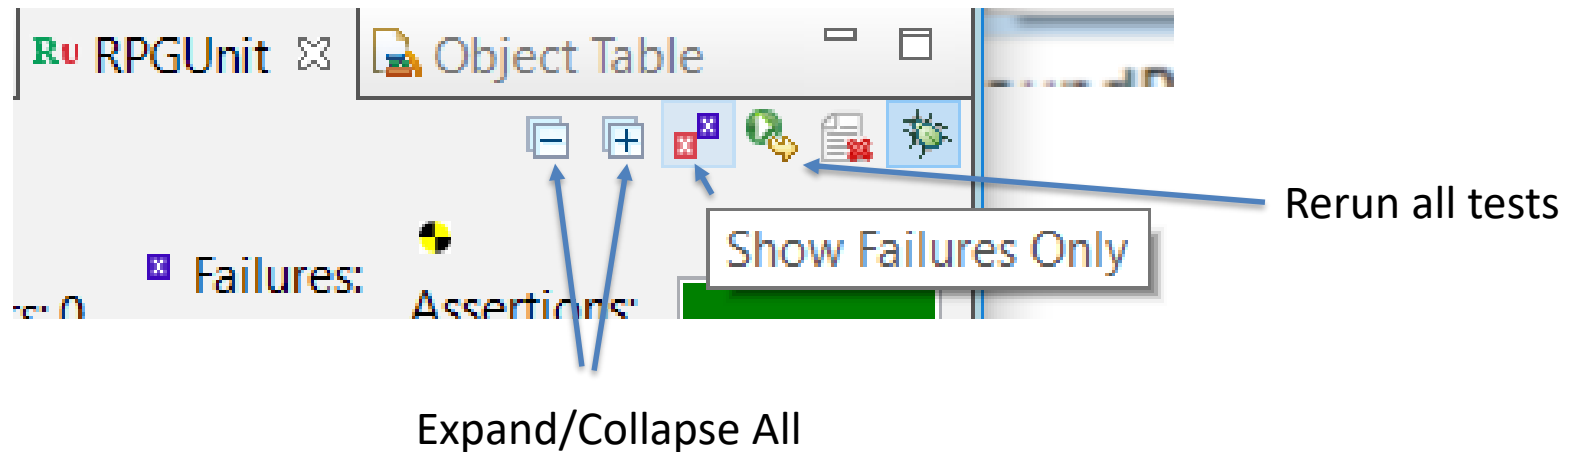 RU RPGUnit Object Table
Rerun all tests
Show Failures Only
Failures:
Assertions:
Expand/Collapse All